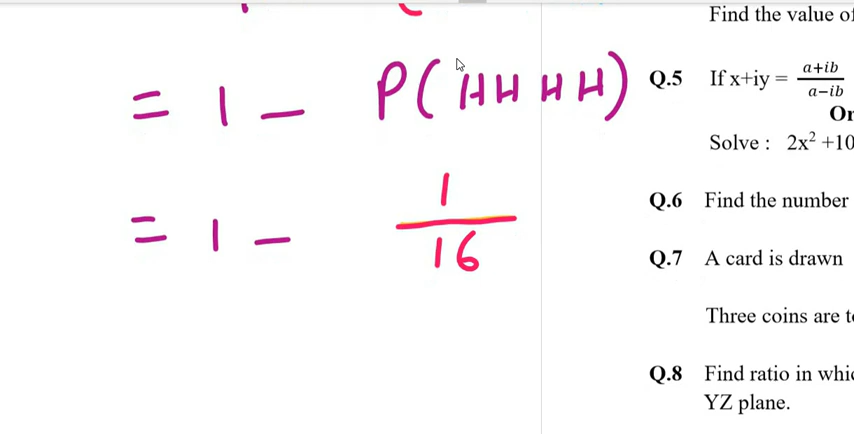 = 1 - P(HHHH)
= 1 - 1/16
Find the value of
Q.5 If x+iy = a+ib/a−ib
Or
Solve : 2x² +10
Q.6 Find the number
Q.7 A card is drawn
Three coins are
Q.8 Find ratio in
YZ plane.